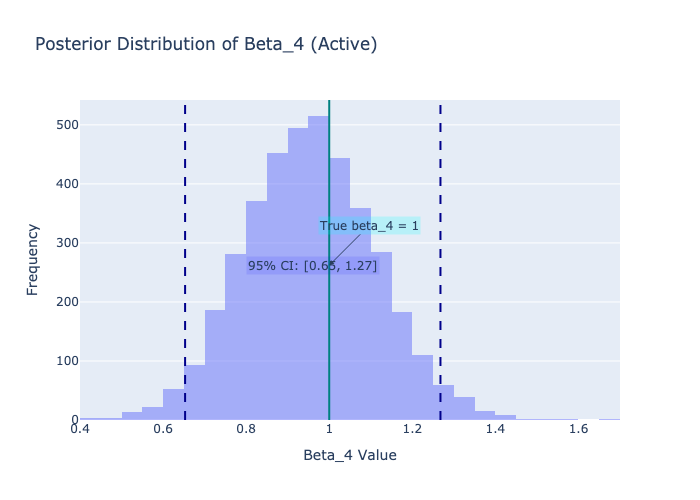 Posterior Distribution of Beta_4 (Active)
500
400
300
200
100
0
Frequency
True beta_4 = 1
95% CI: [0.65, 1.27]
0.4
0.6
0.8
1
1.2
1.4
1.6
Beta_4 Value